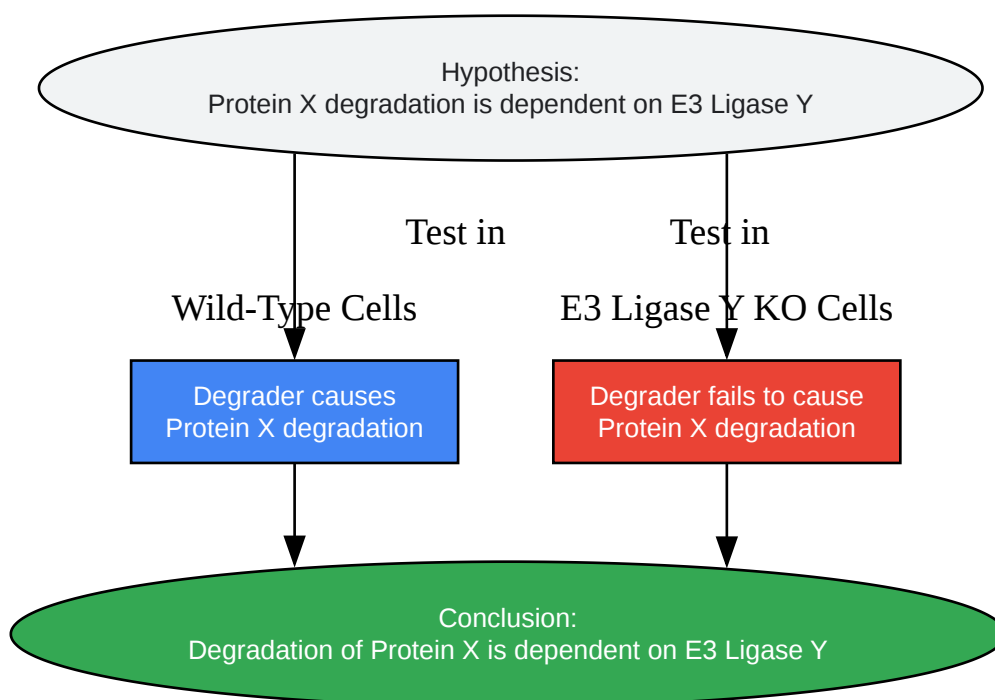 Hypothesis:
Protein X degradation is dependent on E3 Ligase Y
Test in
Wild-Type Cells
Test in
E3 Ligase Y KO Cells
Degrader causes
Protein X degradation
Degrader fails to cause
Protein X degradation
Conclusion:
Degradation of Protein X is dependent on E3 Ligase Y